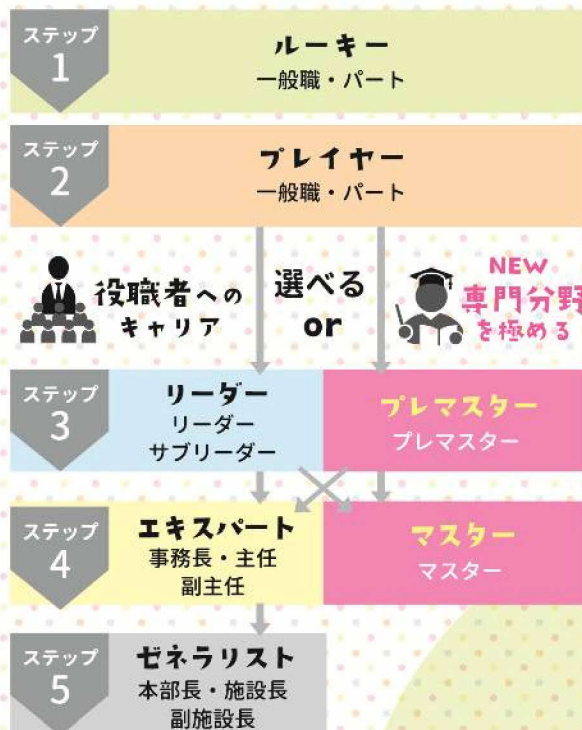 ステップ
1
ルーキー
一般職・パート
ステップ
2
プレイヤー
一般職・パート
役職者への
キャリア
選べる
or
NEW
専門分野
を極める
ステップ
3
リーダー
リーダー
サブリーダー
プレマスター
プレマスター
ステップ
4
エキスパート
事務長・主任
副主任
マスター
マスター
ステップ
5
ゼネラリスト
本部長・施設長
副施設長